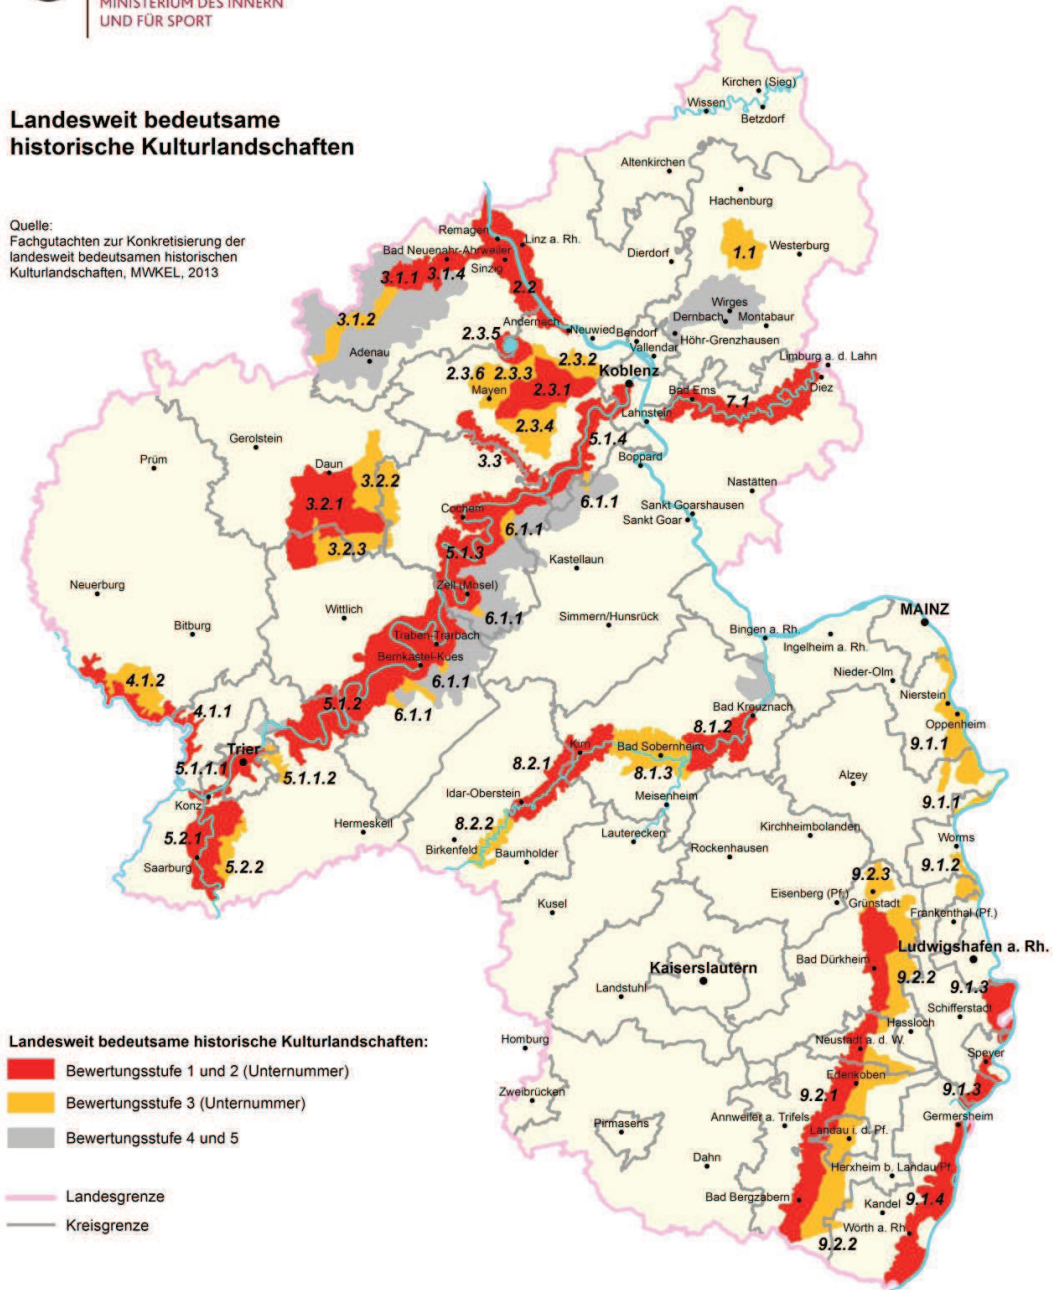 MINISTERIUM DES INNERN
UND FÜR SPORT
Landesweit bedeutsame
historische Kulturlandschaften
Quelle:
Fachgutachten zur Konkretisierung der
landesweit bedeutsamen historischen
Kulturlandschaften, MWKEL, 2013
Kirchen (Sieg)
Wissen
Betzdorf
Altenkirchen
Hachenburg
Remagen
Linz a. Rh.
Bad Neuenahr-Ahrweiler
Sinzig
Dierdorf
1.1
Westerburg
3.1.1
3.1.4
2.2
3.1.2
Wirges
Dernbach
Montabaur
Andernach
Neuwied
Bendorf
2.3.5
Höhr-Grenzhausen
Vallendar
Adenau
2.3.2
Limburg a. d. Lahn
2.3.6
2.3.3
Koblenz
Diez
Mayen
2.3.1
Bad Ems
7.1
Lahnstein
2.3.4
5.1.4
Gerolstein
Boppard
Prüm
Daun
3.3
3.2.2
Nastätten
3.2.1
6.1.1
Sankt Goarshausen
Cochem
Sankt Goar
6.1.1
3.2.3
5.1.3
Kastellaun
Neuerburg
Zell (Mosel)
Wittlich
6.1.1
Simmern/Hunsrück
MAINZ
Bitburg
Traben-Trarbach
Bingen a. Rh.
Ingelheim a. Rh.
Bernkastel-Kues
Nieder-Olm
4.1.2
6.1.1
Nierstein
5.1.2
6.1.1
Bad Kreuznach
4.1.1
Oppenheim
8.1.2
Trier
Kirn
Bad Sobernheim
9.1.1
5.1.1.1
8.2.1
5.1.1.2
8.1.3
Alzey
Konz
Idar-Oberstein
Meisenheim
9.1.1
Hermeskeil
8.2.2
Kirchheimbolanden
5.2.1
Lauterecken
Worms
Birkenfeld
Baumholder
Rockenhausen
Saarburg
5.2.2
9.1.2
9.2.3
Eisenberg (Pf.)
Kusel
Grünstadt
Frankenthal (Pf.)
Ludwigshafen a. Rh.
Bad Dürkheim
Kaiserslautern
9.2.2
Landstuhl
9.1.3
Schifferstadt
Hassloch
Landesweit bedeutsame historische Kulturlandschaften:
Homburg
Neustadt a. d. W.
Speyer
Bewertungsstufe 1 und 2 (Unternummer)
Edenkoben
Zweibrücken
9.2.1
9.1.3
Bewertungsstufe 3 (Unternummer)
Annweiler a. Trifels
Germersheim
Pirmasens
Landau i. d. Pf.
Bewertungsstufe 4 und 5
Dahn
Herxheim b. Landau/Pf.
Landesgrenze
Bad Bergzabern
Kandel
9.1.4
Kreisgrenze
Wörth a. Rh.
9.2.2